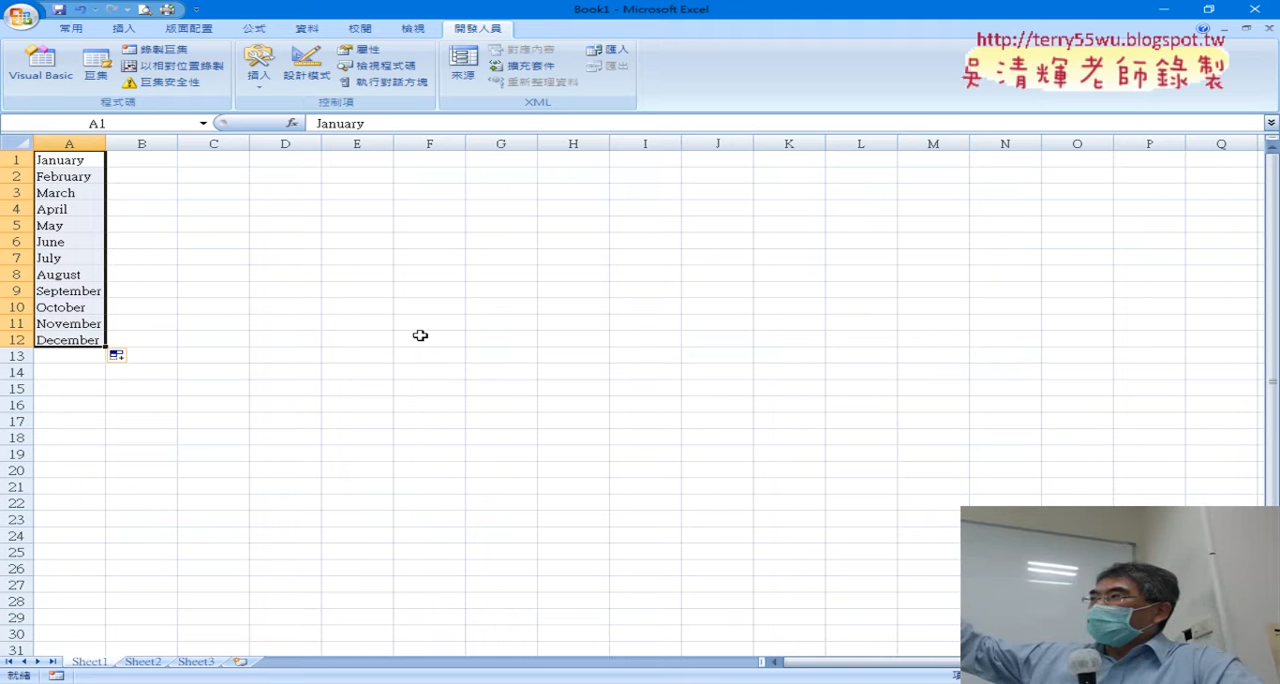 Book1 - Microsoft Excel
常用 插入 版面配置 公式 資料 校閱 檢視 開發人員
http://terry55wu.blogspot.tw
吳清輝老師錄製
Visual Basic
巨集
錄製巨集
以相對位置錄製
巨集安全性
程式碼
插入
設計模式
屬性
檢視程式碼
執行對話方塊
控制項
來源
對應內容
擴充套件
重新整理資料
匯入
匯出
XML
A1 fx January
A B C D E F G H I J K L M N O P Q
1 January
2 February
3 March
4 April
5 May
6 June
7 July
8 August
9 September
10 October
11 November
12 December
13
14
15
16
17
18
19
20
21
22
23
24
25
26
27
28
29
30
31
Sheet1 Sheet2 Sheet3
就緒